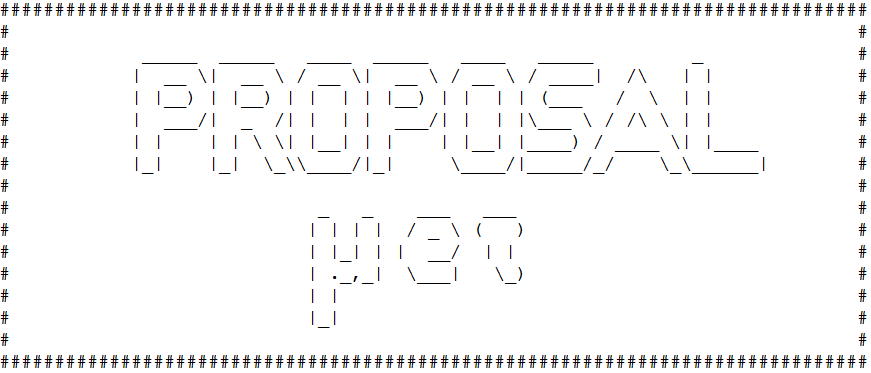 PROPOSAL
μ e τ